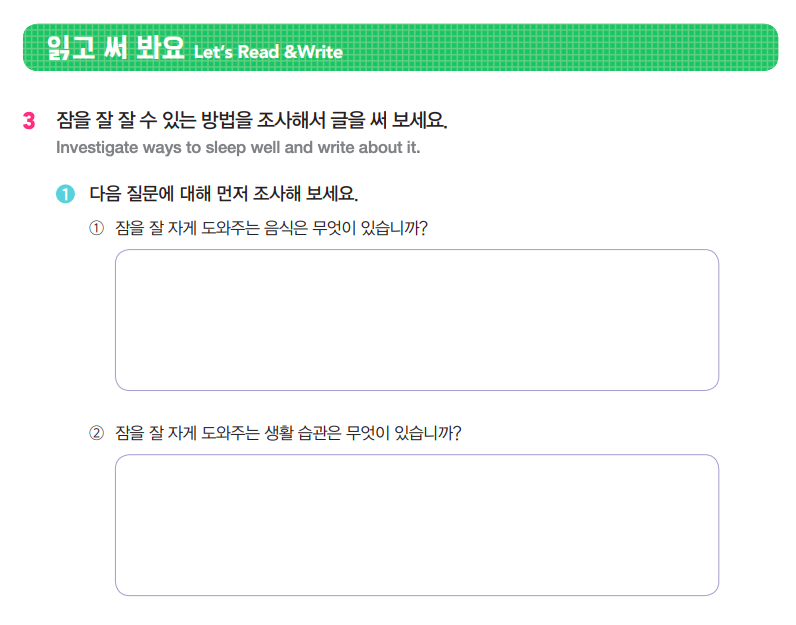 읽고 써 봐요 Let's Read &Write
3 잠을 잘 잘 수 있는 방법을 조사해서 글을 써 보세요.
Investigate ways to sleep well and write about it.
1 다음 질문에 대해 먼저 조사해 보세요.
① 잠을 잘 자게 도와주는 음식은 무엇이 있습니까?
② 잠을 잘 자게 도와주는 생활 습관은 무엇이 있습니까?